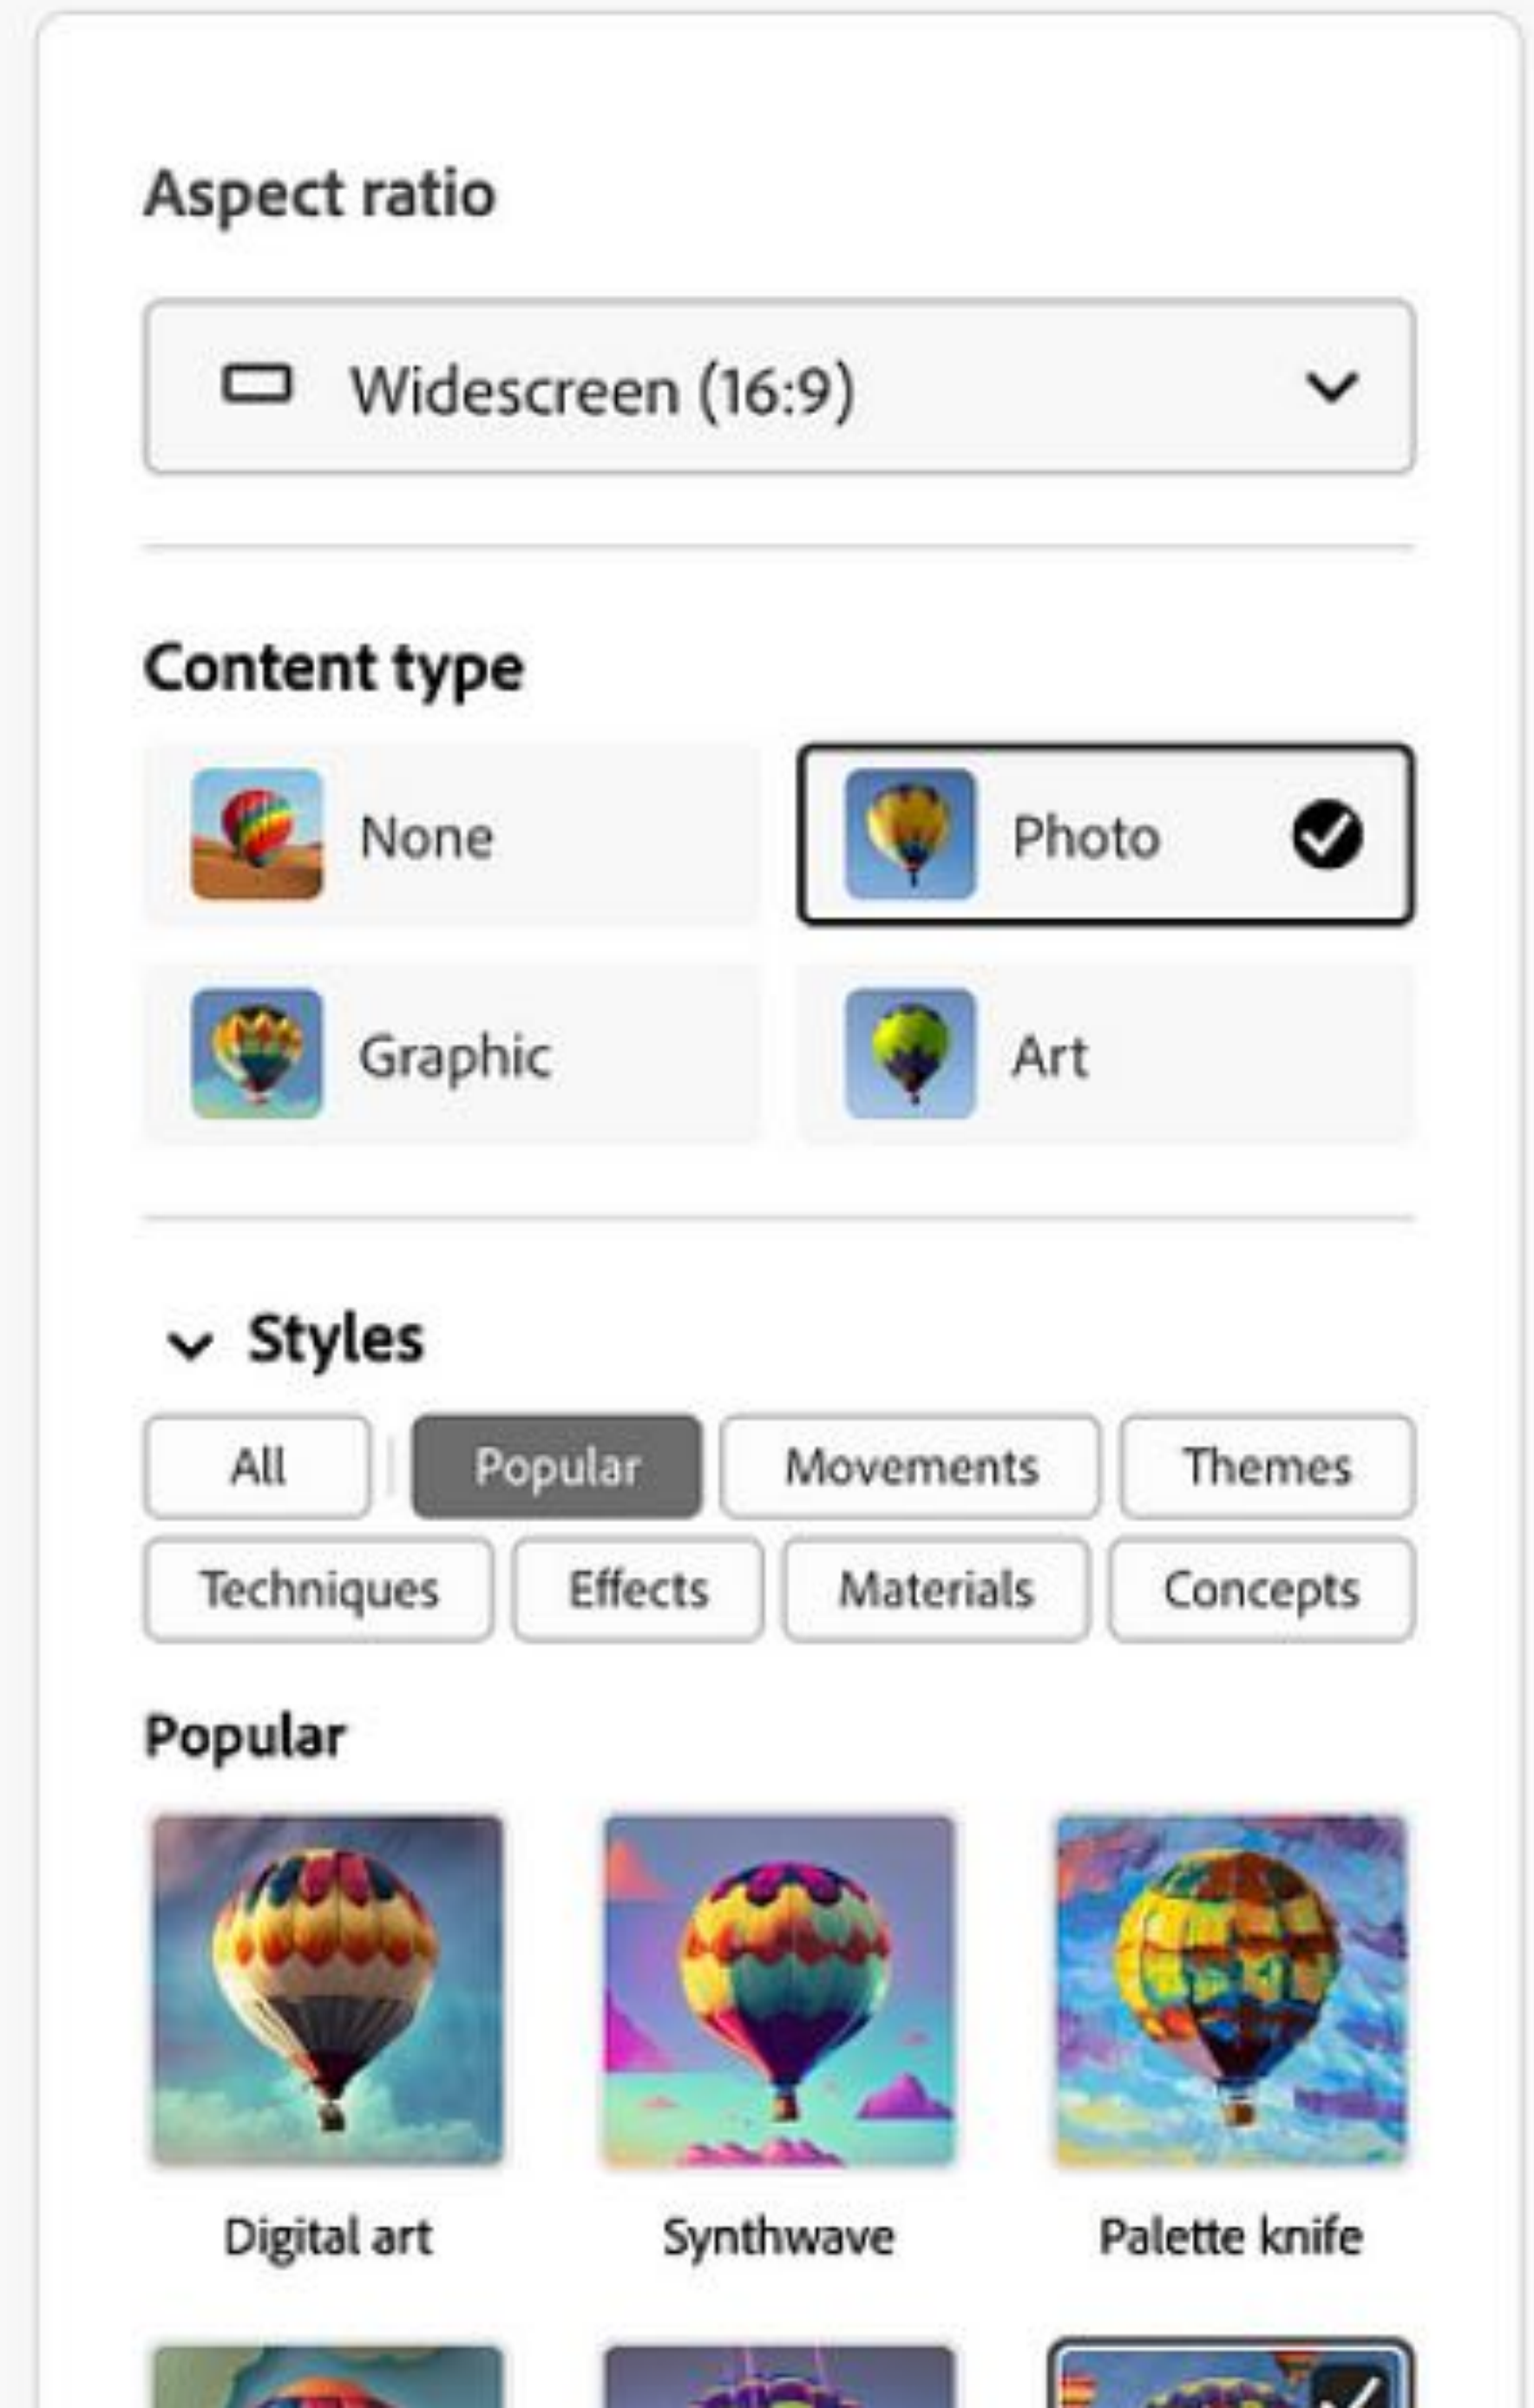 Aspect ratio
Widescreen (16:9)
Content type
None
Photo
Graphic
Art
Styles
All
Popular
Movements
Themes
Techniques
Effects
Materials
Concepts
Popular
Digital art
Synthwave
Palette knife